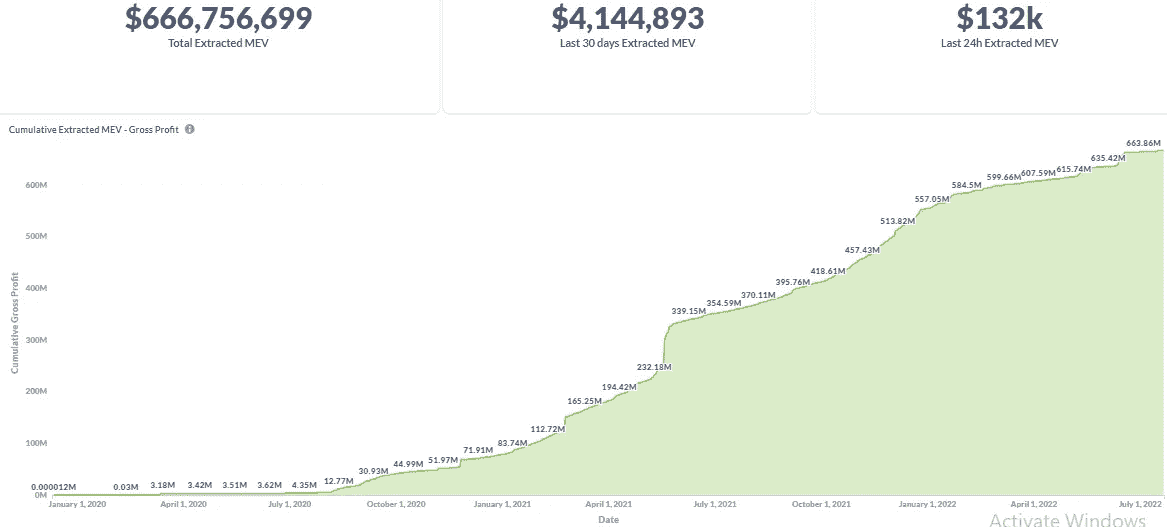 $666,756,699
Total Extracted MEV
$4,144,893
Last 30 days Extracted MEV
$132k
Last 24h Extracted MEV
Cumulative Extracted MEV - Gross Profit
Cumulative Gross Profit
600M
500M
400M
300M
200M
100M
0M
0.000012M
0.03M
3.18M
3.42M
3.51M
3.62M
4.35M
12.77M
30.93M
44.99M
51.97M
71.91M
83.74M
112.72M
165.25M
194.42M
232.18M
339.15M
354.59M
370.11M
395.76M
418.61M
457.43M
513.82M
557.05M
584.5M
599.66M
607.59M
615.74M
635.42M
663.86M
January 1, 2020
April 1, 2020
July 1, 2020
October 1, 2020
January 1, 2021
April 1, 2021
July 1, 2021
October 1, 2021
January 1, 2022
April 1, 2022
July 1, 2022
Date
Activate Windows